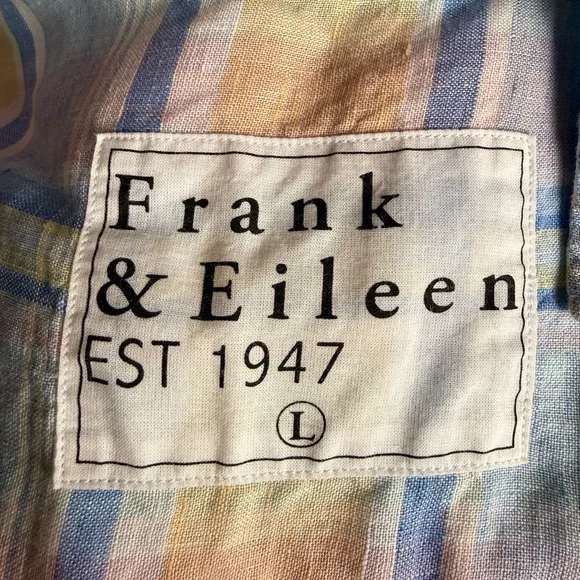 Frank
& Eileen
EST 1947
L